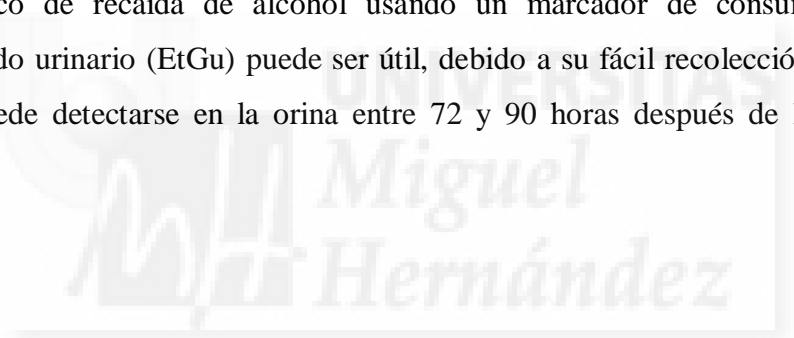 co de recaída de alcohol usando un marcador de consu
do urinario (EtGu) puede ser útil, debido a su fácil recolecció
ede detectarse en la orina entre 72 y 90 horas después de
UNIVERSITAS
Miguel
Hernández